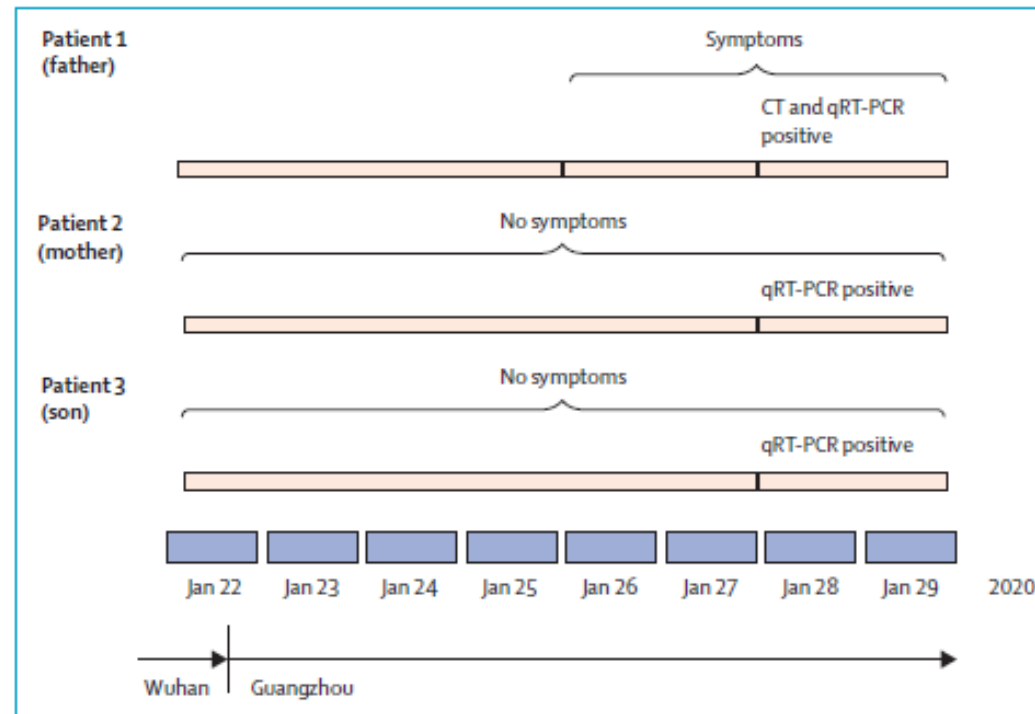 Patient 1
(father)
Symptoms
CT and qRT-PCR
positive
Patient 2
(mother)
No symptoms
qRT-PCR positive
Patient 3
(son)
No symptoms
qRT-PCR positive
Jan 22 Jan 23 Jan 24 Jan 25 Jan 26 Jan 27 Jan 28 Jan 29 2020
Wuhan Guangzhou